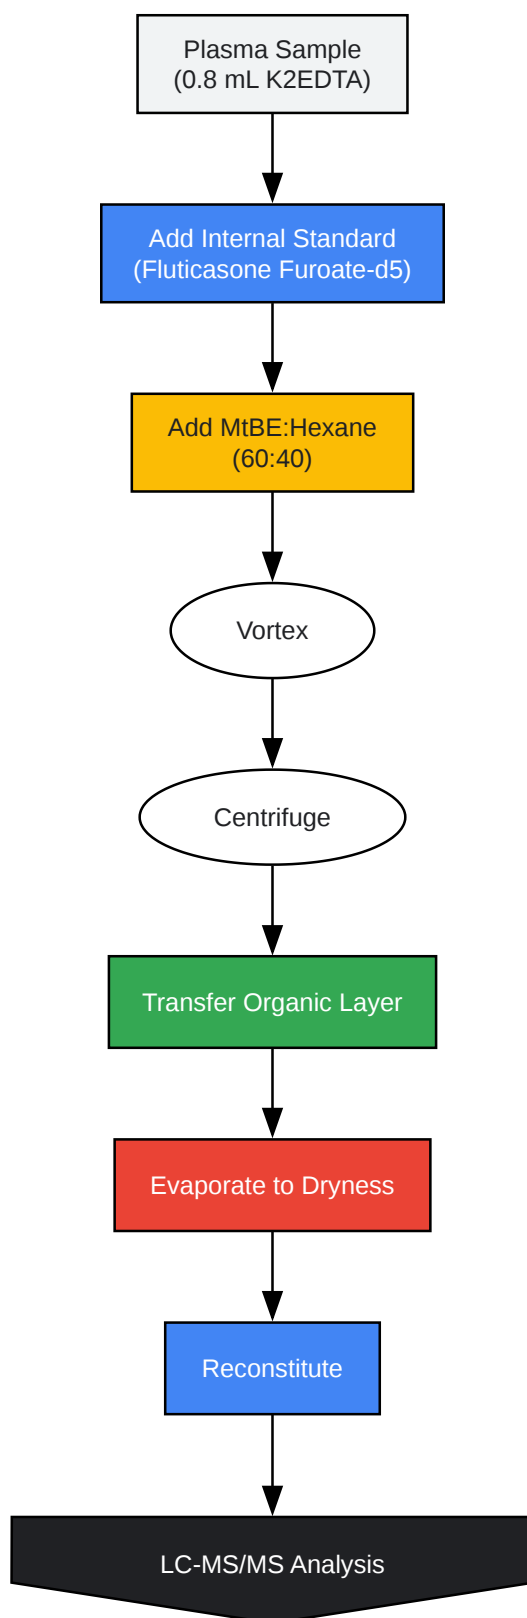 Plasma Sample
(0.8 mL K2EDTA)
Add Internal Standard
(Fluticasone Furoate-d5)
Add MtBE:Hexane
(60:40)
Vortex
Centrifuge
Transfer Organic Layer
Evaporate to Dryness
Reconstitute
LC-MS/MS Analysis